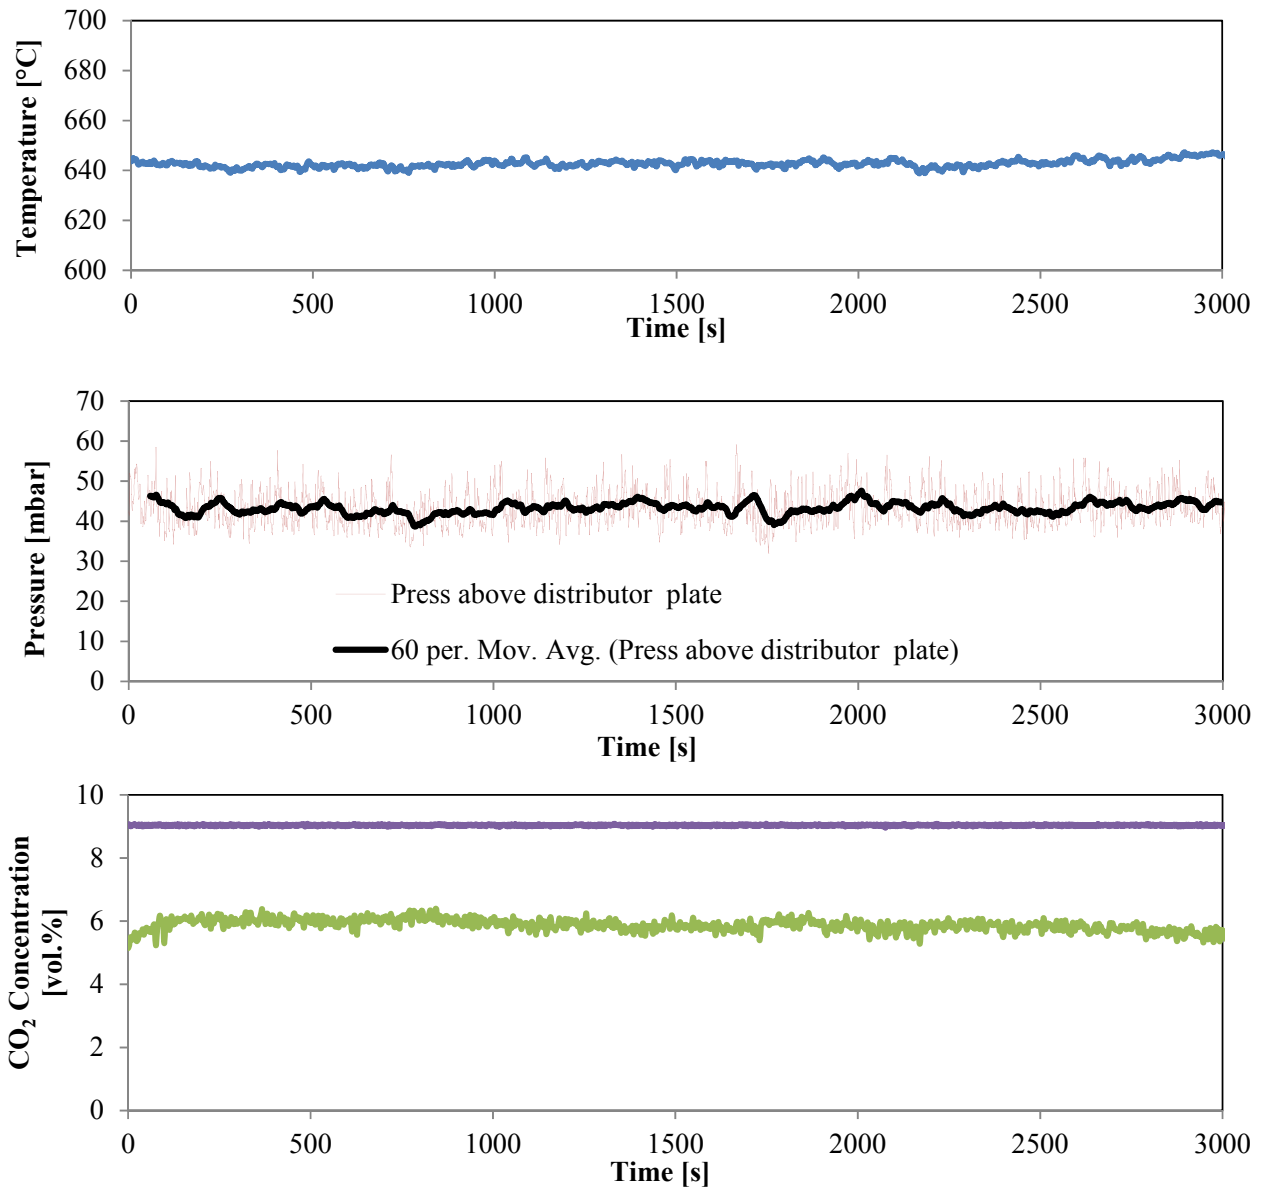 Temperature [°C]
700
680
660
640
620
600
0 500 1000 1500 2000 2500 3000
Time [s]
Pressure [mbar]
70
60
50
40
30
20
10
0
Press above distributor plate
60 per. Mov. Avg. (Press above distributor plate)
0 500 1000 1500 2000 2500 3000
Time [s]
CO₂ Concentration
[vol.%]
10
8
6
4
2
0
0 500 1000 1500 2000 2500 3000
Time [s]